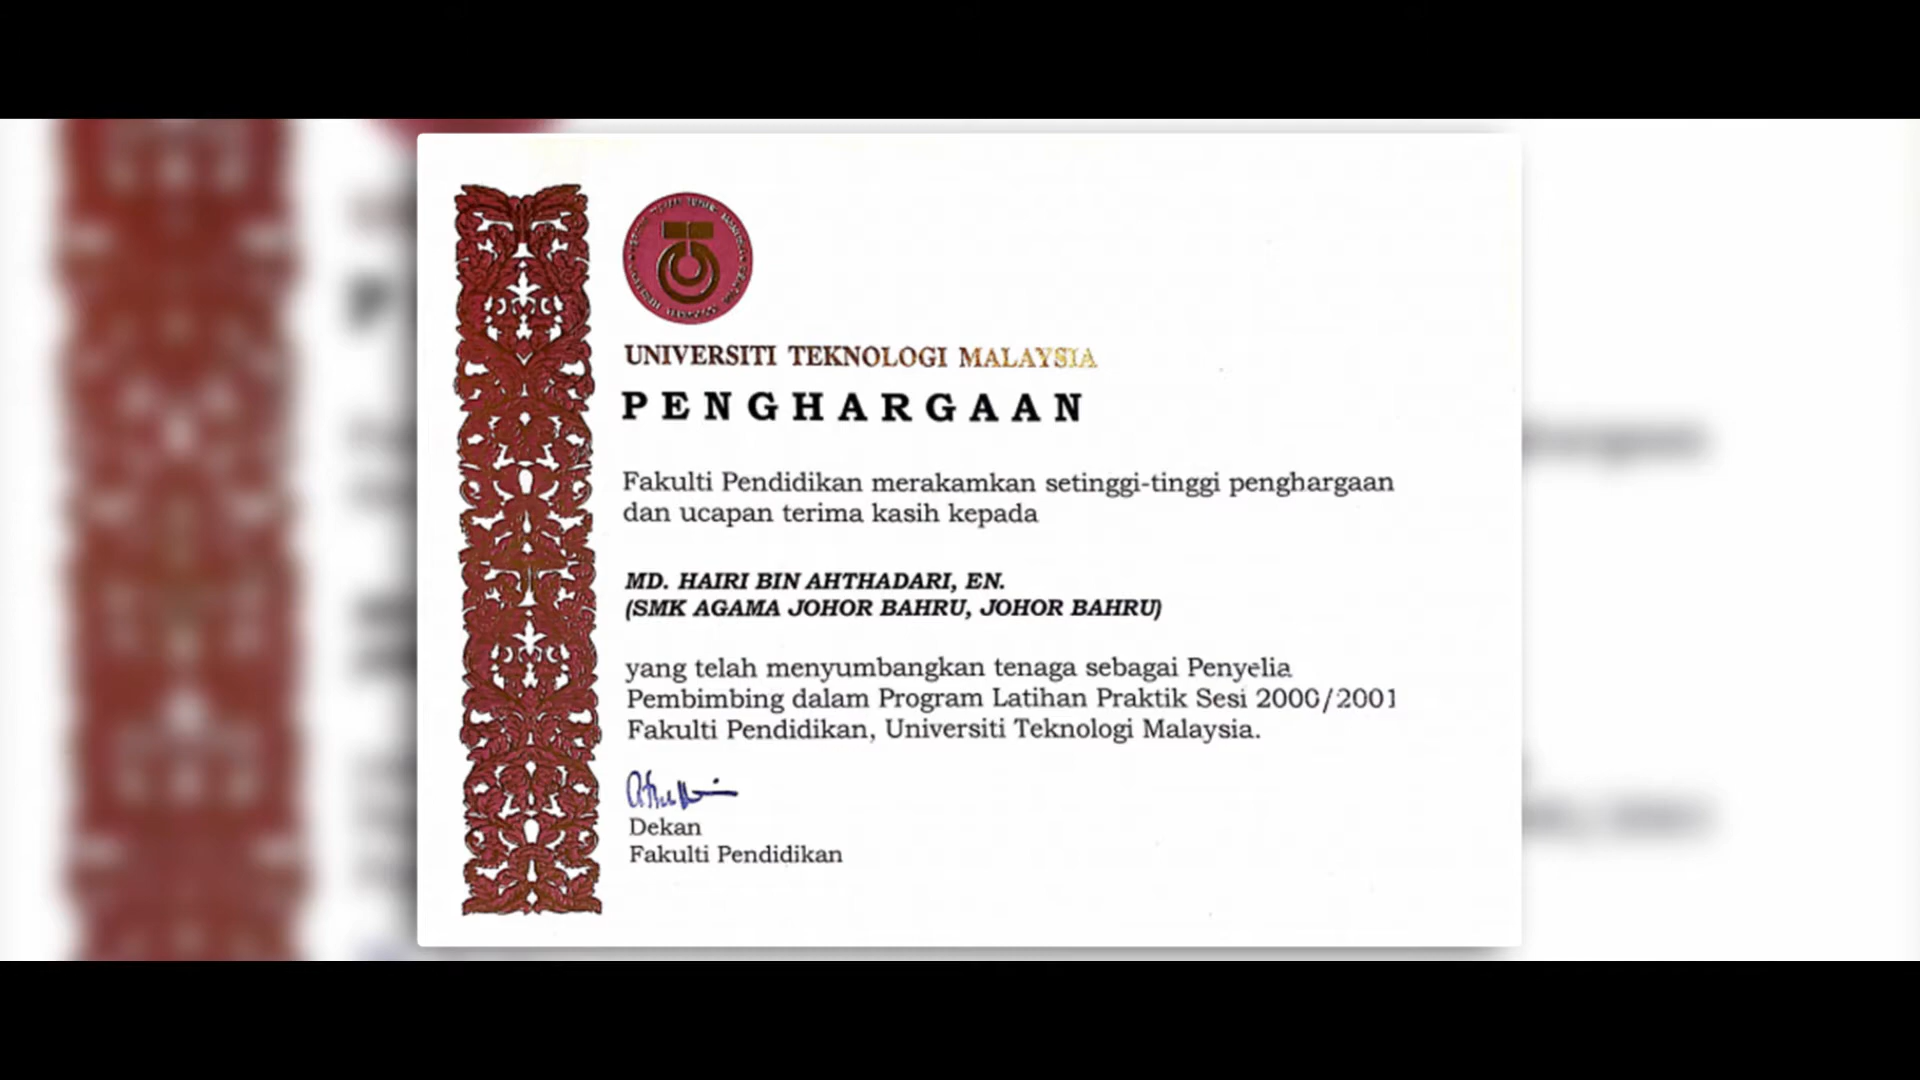 UNIVERSITI TEKNOLOGI MALAYSIA
PENGHARGAAN
Fakulti Pendidikan merakamkan setinggi-tinggi penghargaan
dan ucapan terima kasih kepada
MD. HAIRI BIN AHTHADARI, EN.
(SMK AGAMA JOHOR BAHRU, JOHOR BAHRU)
yang telah menyumbangkan tenaga sebagai Penyelia
Pembimbing dalam Program Latihan Praktik Sesi 2000/2001
Fakulti Pendidikan, Universiti Teknologi Malaysia.
Dekan
Fakulti Pendidikan